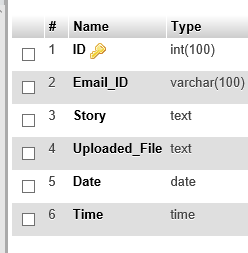 # Name Type
1 ID int(100)
2 Email_ID varchar(100)
3 Story text
4 Uploaded_File text
5 Date date
6 Time time